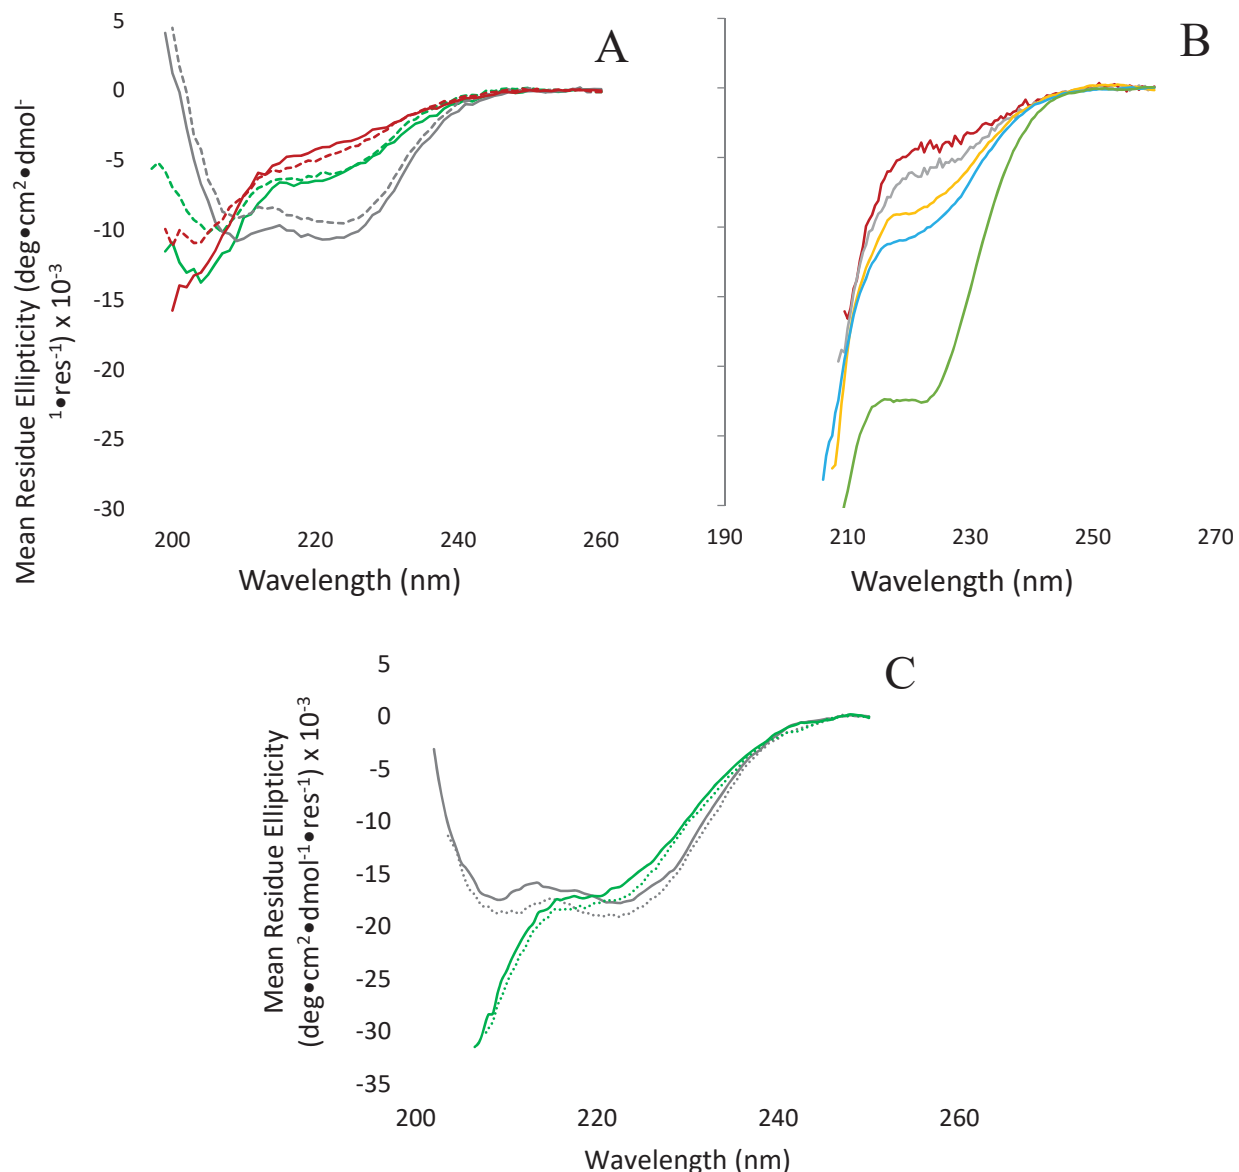 A
Mean Residue Ellipticity (deg●cm²●dmol⁻
¹●res⁻¹) x 10⁻³
5
0
-5
-10
-15
-20
-25
-30
200 220 240 260
Wavelength (nm)
B
190 210 230 250 270
Wavelength (nm)
C
Mean Residue Ellipticity
(deg●cm²●dmol⁻¹●res⁻¹) x 10⁻³
5
0
-5
-10
-15
-20
-25
-30
-35
200 220 240 260
Wavelength (nm)